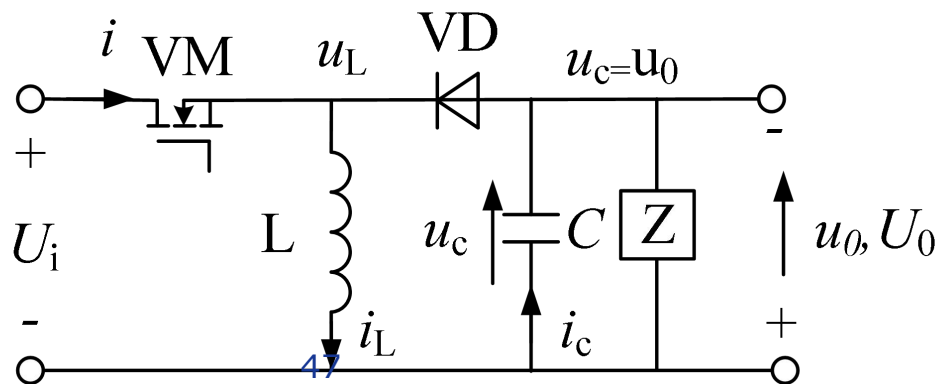 i VM u_L VD u_c=u_0
+ -
U_i L u_c C Z u_0, U_0
- i_L i_c +
47